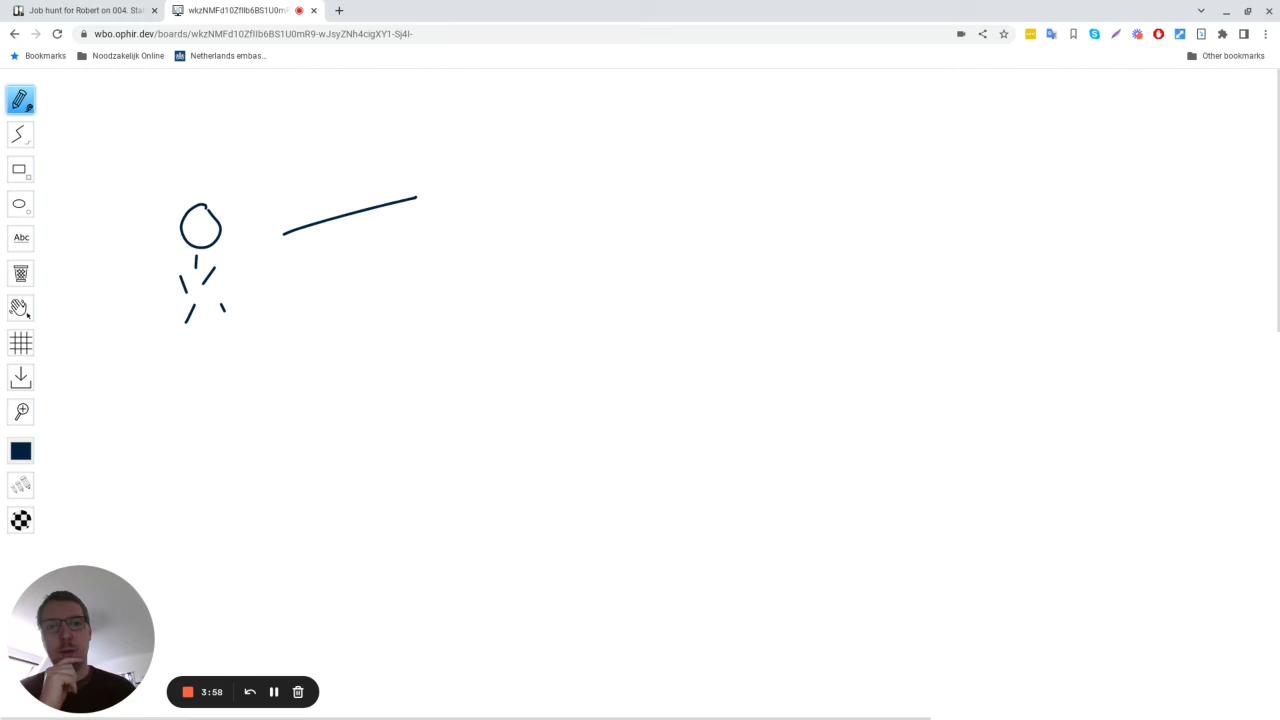 Job hunt for Robert on 004. Sta
wkzNMFd10ZfIIb6BS1U0mR
wbo.ophir.dev/boards/wkzNMFd10ZfIIb6BS1U0mR9-wJsyZNh4cigXY1-Sj4I-
Bookmarks
Noodzakelijk Online
Netherlands embas...
Other bookmarks
Abc
3:58